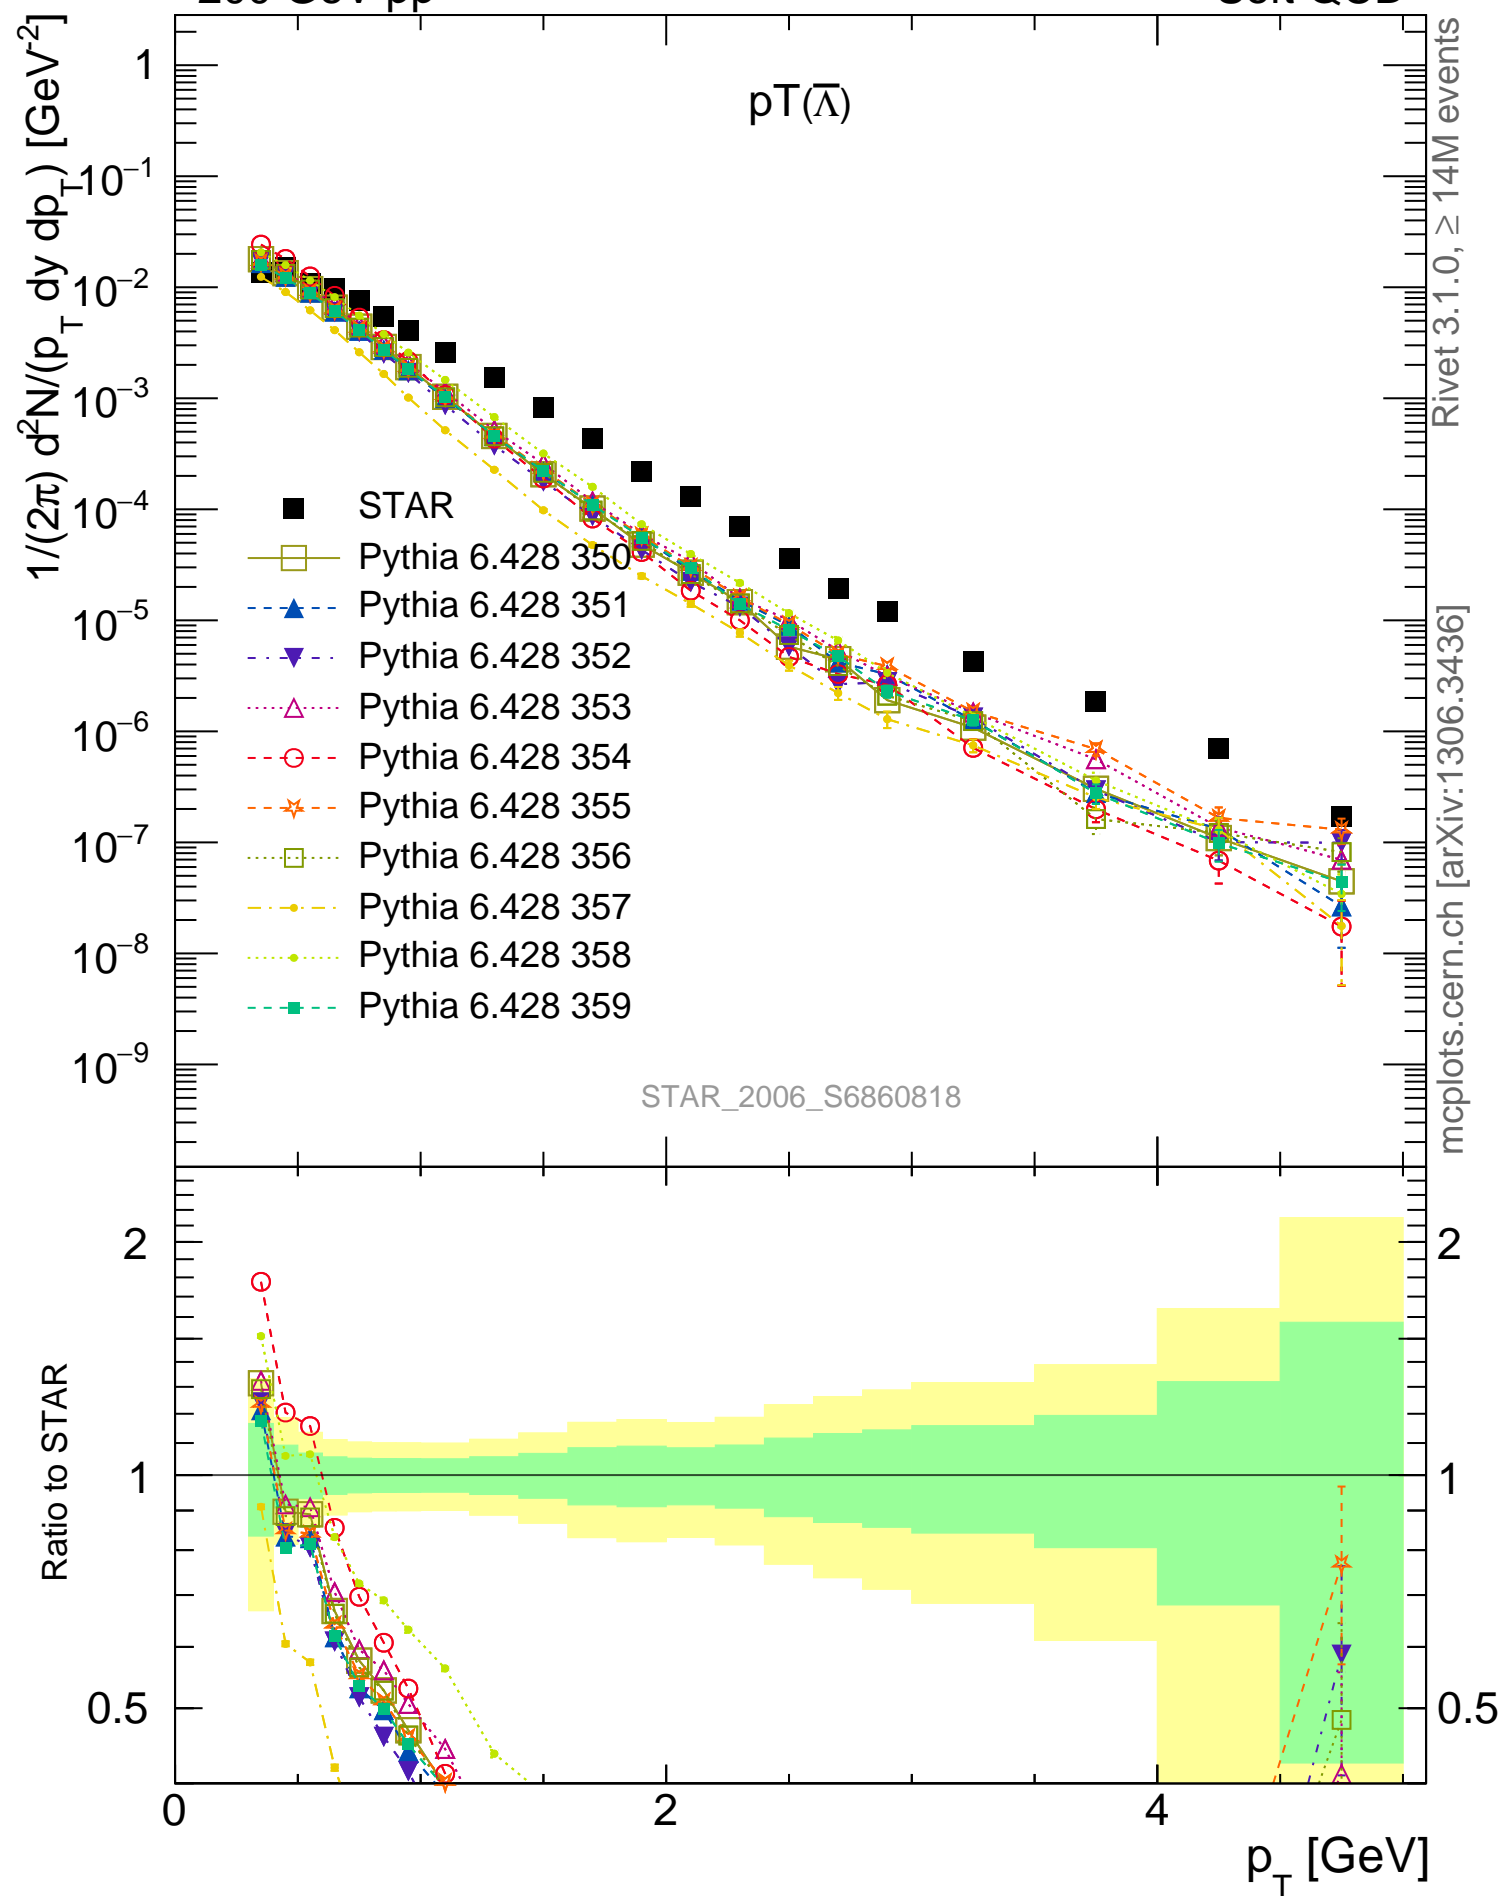 pT(Λ̅)
1/(2π) d²N/(p_T dy dp_T) [GeV⁻²]
1
10⁻¹
10⁻²
10⁻³
10⁻⁴
10⁻⁵
10⁻⁶
10⁻⁷
10⁻⁸
10⁻⁹
STAR
Pythia 6.428 350
Pythia 6.428 351
Pythia 6.428 352
Pythia 6.428 353
Pythia 6.428 354
Pythia 6.428 355
Pythia 6.428 356
Pythia 6.428 357
Pythia 6.428 358
Pythia 6.428 359
STAR_2006_S6860818
Rivet 3.1.0, ≥ 14M events
mcplots.cern.ch [arXiv:1306.3436]
Ratio to STAR
2
1
0.5
2
1
0.5
0
2
4
p_T [GeV]